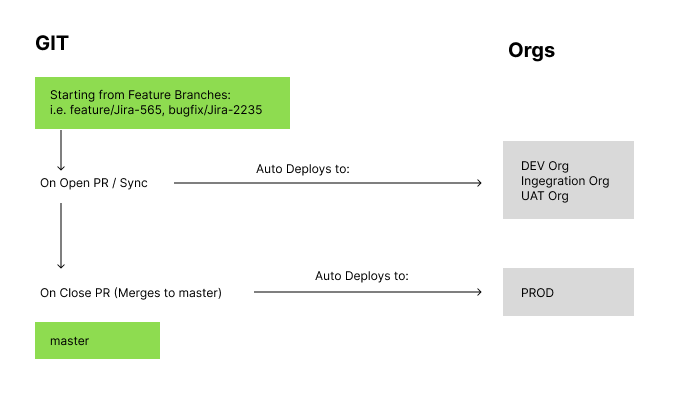 GIT
Orgs
Starting from Feature Branches:
i.e. feature/Jira-565, bugfix/Jira-2235
Auto Deploys to:
On Open PR / Sync
DEV Org
Ingegration Org
UAT Org
Auto Deploys to:
On Close PR (Merges to master)
PROD
master